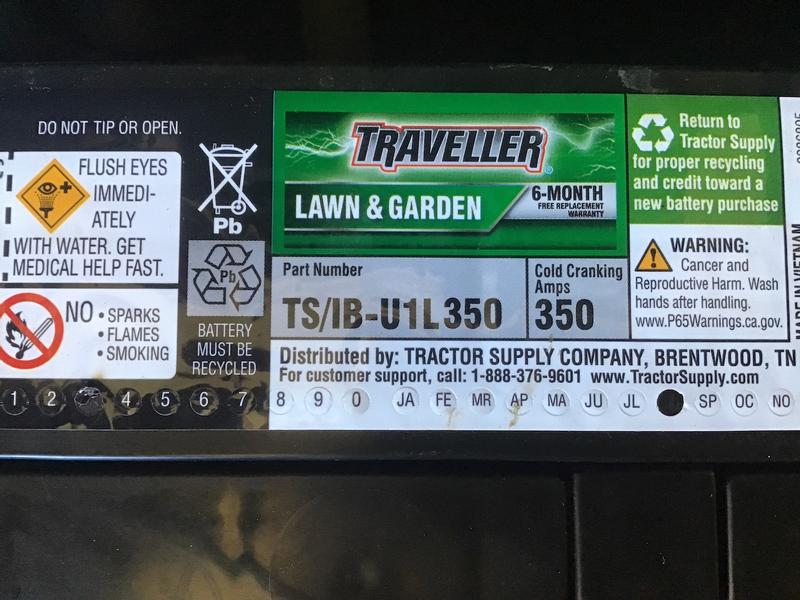 DO NOT TIP OR OPEN.
FLUSH EYES
IMMEDI-
ATELY
WITH WATER. GET
MEDICAL HELP FAST.
NO • SPARKS
• FLAMES
• SMOKING
Pb
Pb
BATTERY
MUST BE
RECYCLED
TRAVELLER®
LAWN & GARDEN
6-MONTH
FREE REPLACEMENT
WARRANTY
Part Number
TS/IB-U1L350
Cold Cranking
Amps
350
Return to
Tractor Supply
for proper recycling
and credit toward a
new battery purchase
WARNING:
Cancer and
Reproductive Harm. Wash
hands after handling.
www.P65Warnings.ca.gov.
Distributed by: TRACTOR SUPPLY COMPANY, BRENTWOOD, TN
For customer support, call: 1-888-376-9601 www.TractorSupply.com
1 2 4 5 6 7 8 9 0 JA FE MR AP MA JU JL SP OC NO
MADE IN VIETNAM